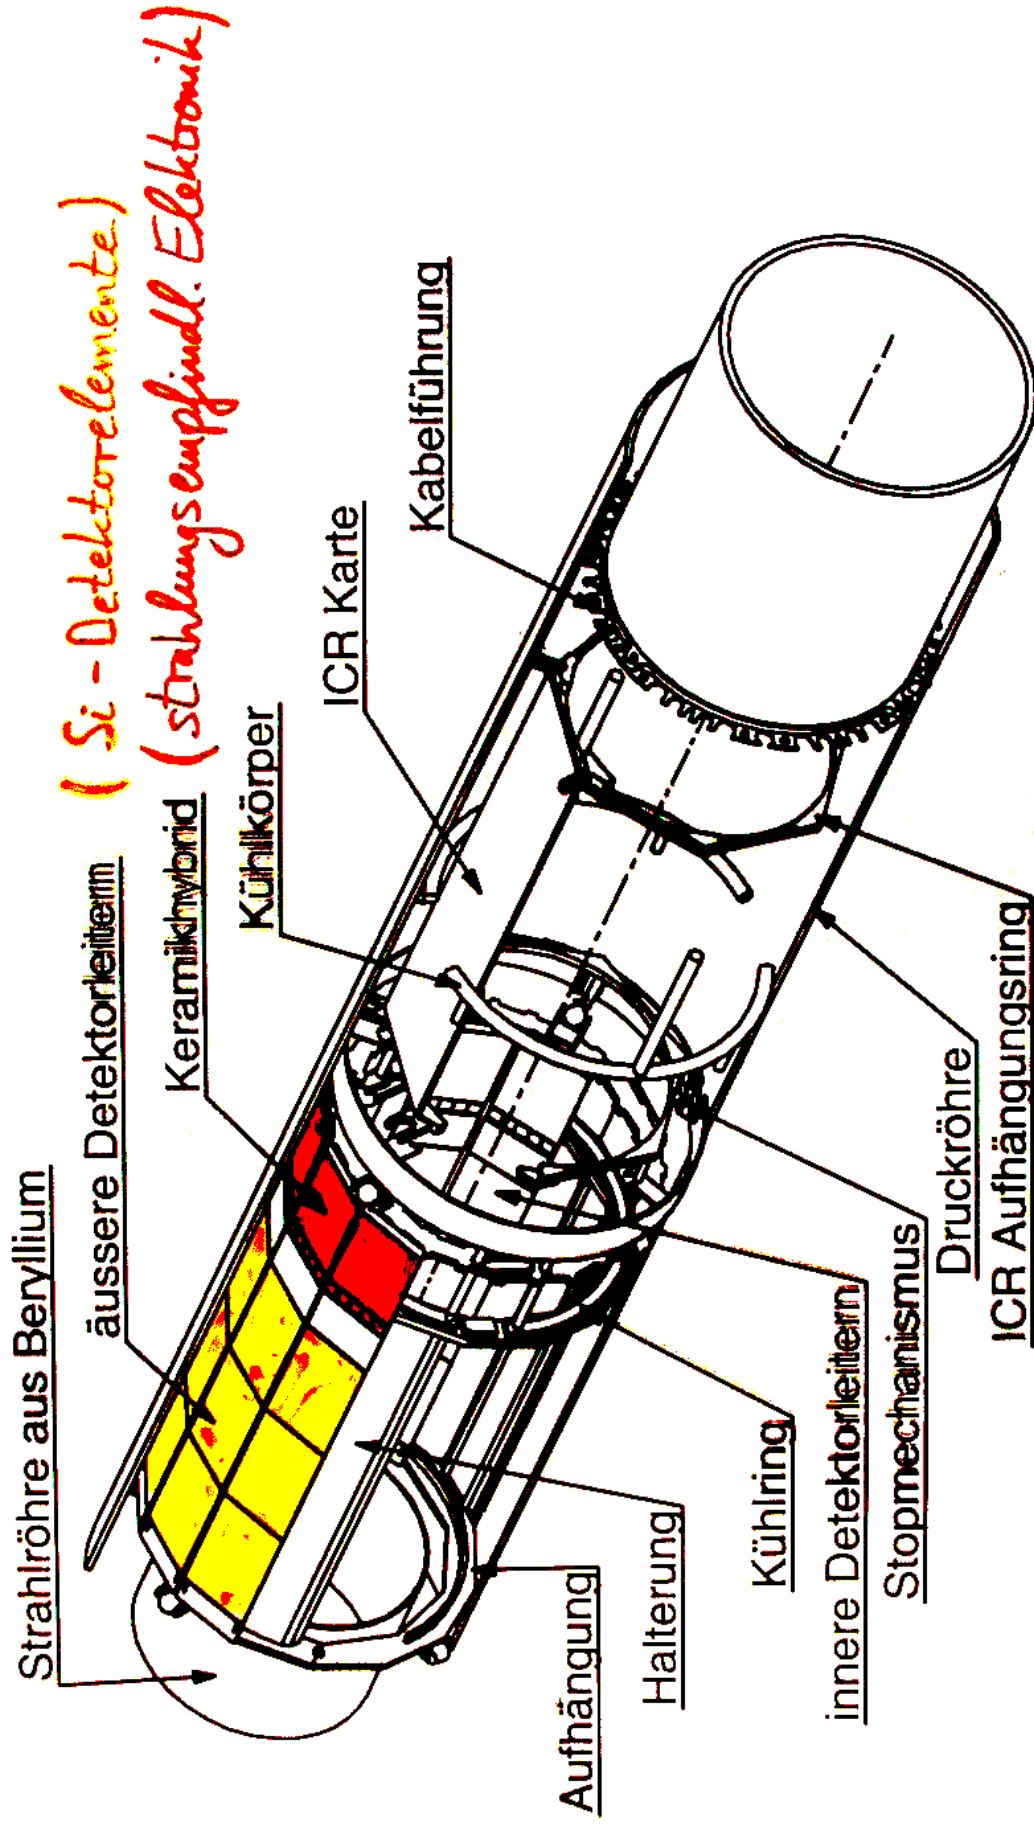 (Si-Detektorelemente)
(strahlungsempfindl. Elektronik)
Strahlröhre aus Beryllium
äussere Detektorleitern
Keramikhybrid
Kühlkörper
ICR Karte
Kabelführung
Aufhängung
Halterung
Kühlring
innere Detektorleitern
Stopmechanismus
Druckröhre
ICR Aufhängungsring